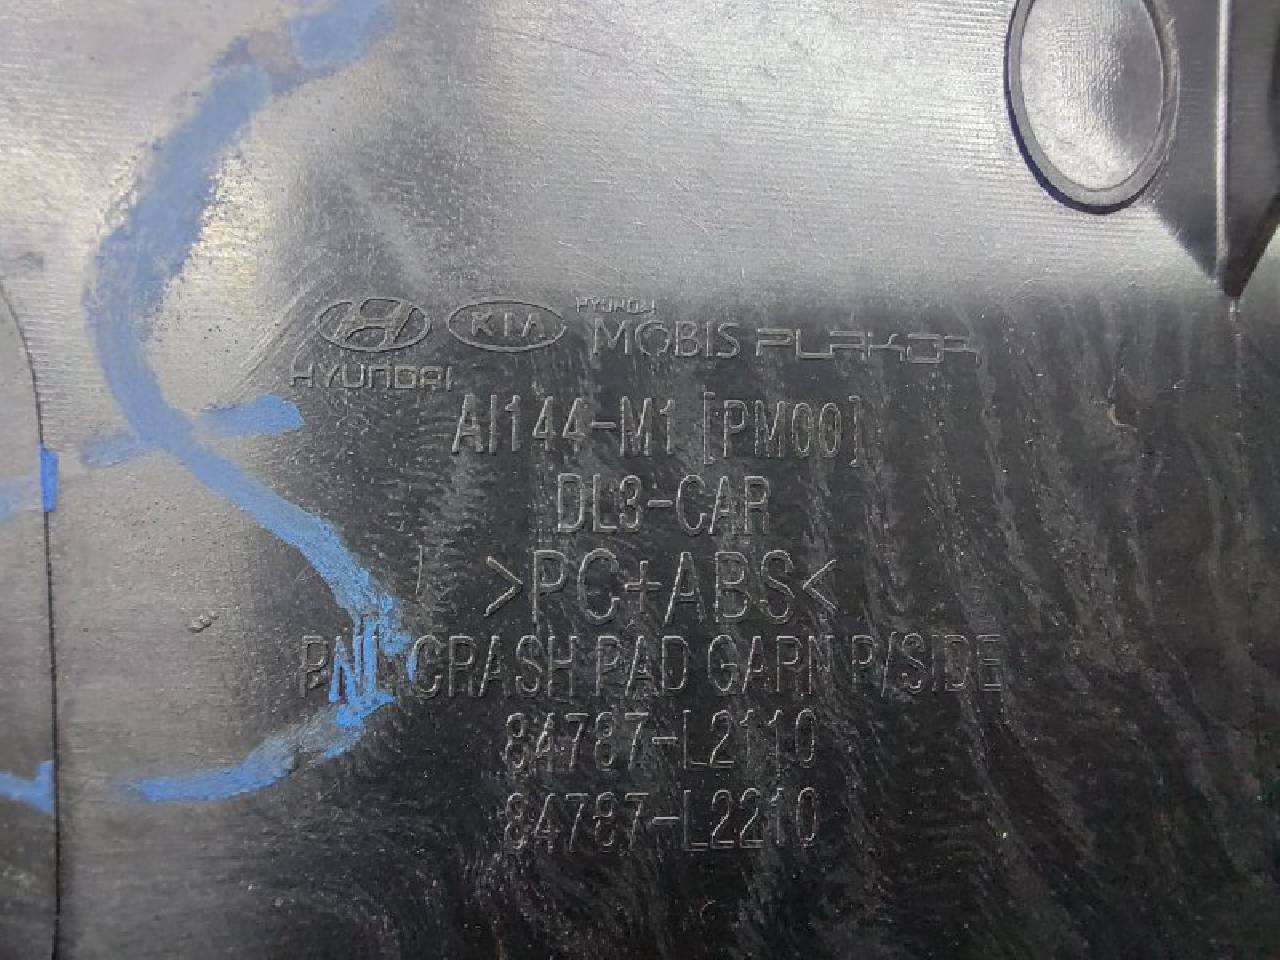 HYUNDAI KIA HYUNDAI MOBIS PLAKOR
AI144-M1 [PM00]
DL3-CAR
>PC+ABS<
PNL CRASH PAD GARN P/SIDE
84787-L2110
84787-L2210